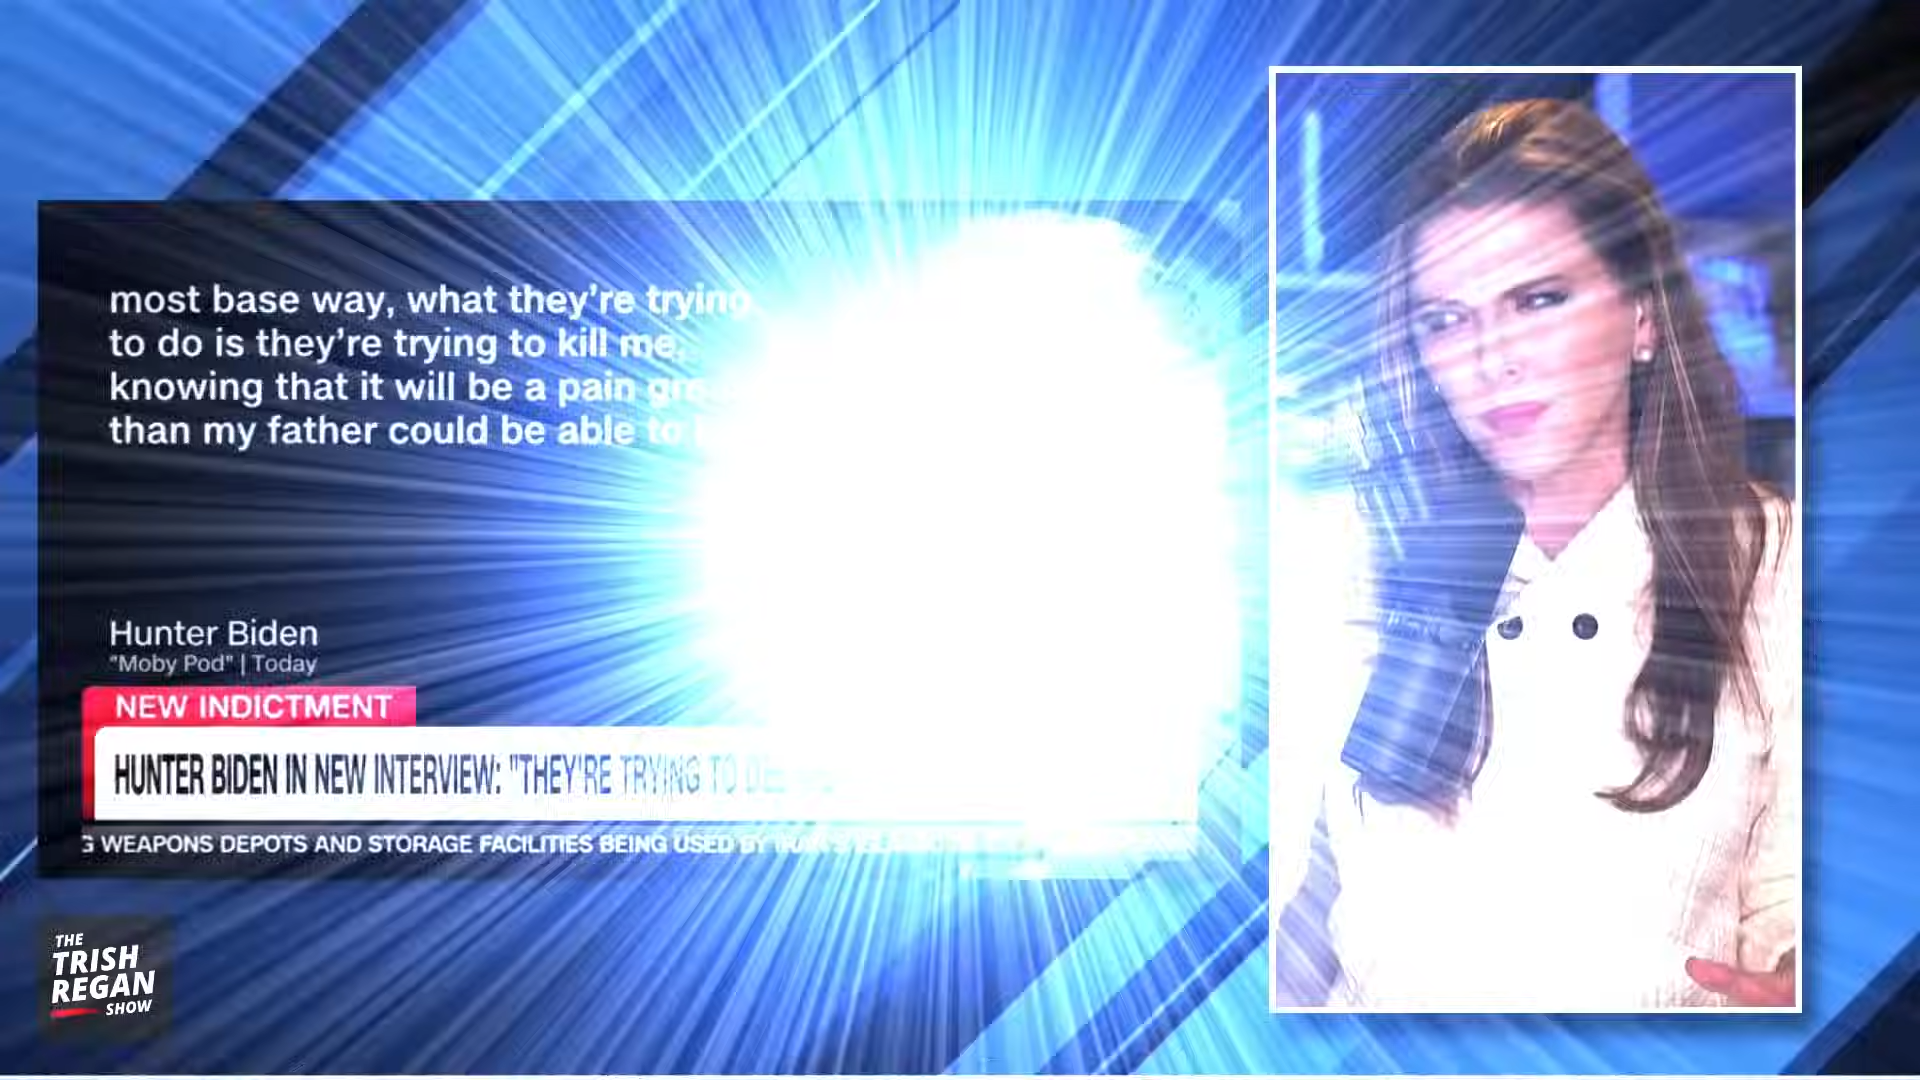 most base way, what they're trying
to do is they're trying to kill me,
knowing that it will be a pain
than my father could be able to
Hunter Biden
"Moby Pod" | Today
NEW INDICTMENT
HUNTER BIDEN IN NEW INTERVIEW: "THEY'RE TRYING TO
G WEAPONS DEPOTS AND STORAGE FACILITIES BEING USED BY
THE
TRISH
REGAN
SHOW